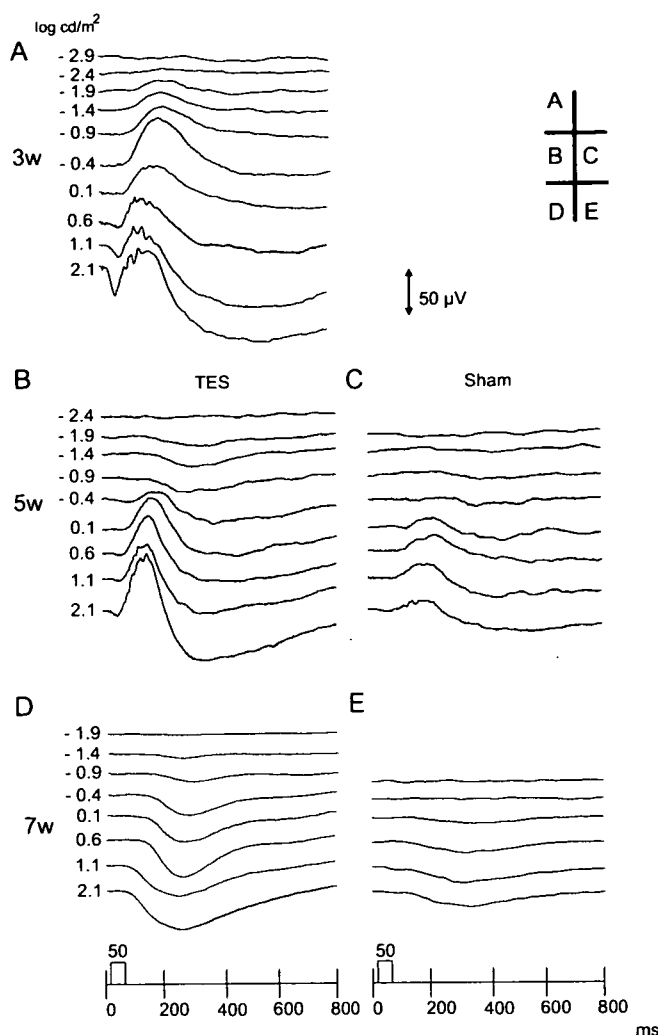 log cd/m²
A
- 2.9
- 2.4
- 1.9
- 1.4
- 0.9
- 0.4
0.1
0.6
1.1
2.1
3w
A
B C
D E
50 µV
B TES C Sham
- 2.4
- 1.9
- 1.4
- 0.9
- 0.4
0.1
0.6
1.1
2.1
5w
D E
- 1.9
- 1.4
- 0.9
- 0.4
0.1
0.6
1.1
2.1
7w
50 50
0 200 400 600 800 0 200 400 600 800
ms